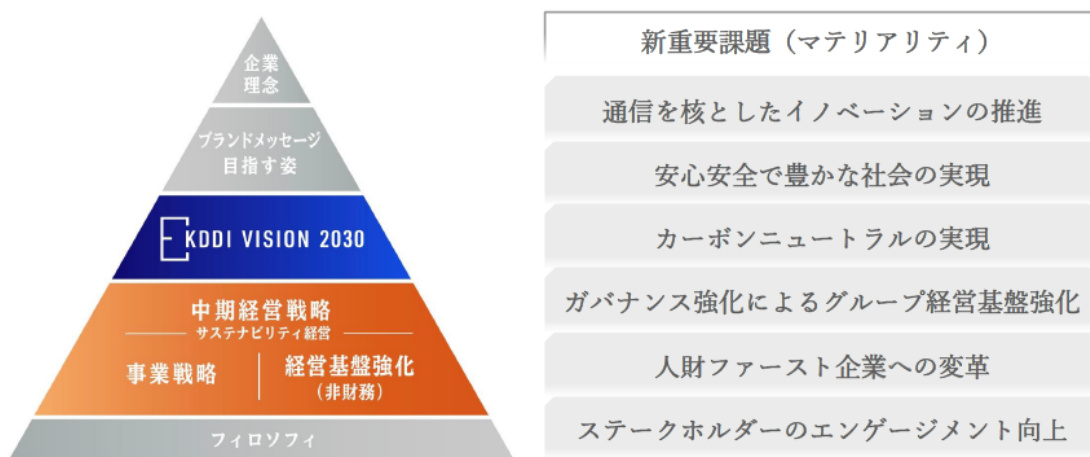 企業
理念
ブランドメッセージ
目指す姿
KDDI VISION 2030
中期経営戦略
サステナビリティ経営
事業戦略
経営基盤強化
(非財務)
フィロソフィ
新重要課題（マテリアリティ）
通信を核としたイノベーションの推進
安心安全で豊かな社会の実現
カーボンニュートラルの実現
ガバナンス強化によるグループ経営基盤強化
人財ファースト企業への変革
ステークホルダーのエンゲージメント向上